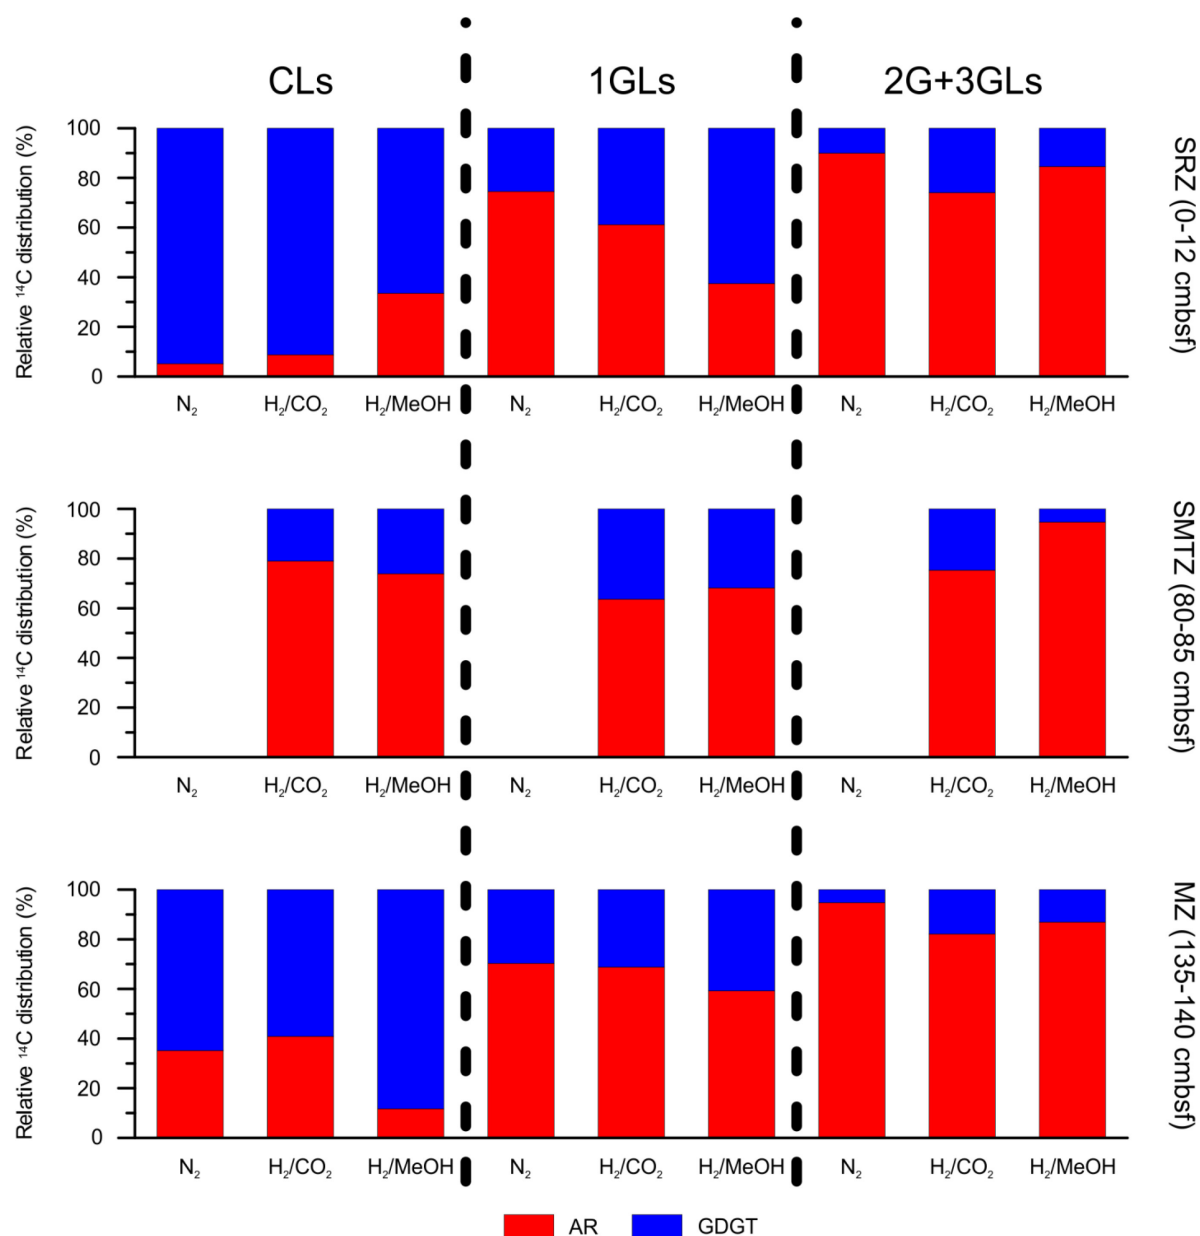 CLs 1GLs 2G+3GLs
Relative ¹⁴C distribution (%)
100
80
60
40
20
0
N₂ H₂/CO₂ H₂/MeOH N₂ H₂/CO₂ H₂/MeOH N₂ H₂/CO₂ H₂/MeOH
SRZ (0-12 cmbsf)
Relative ¹⁴C distribution (%)
100
80
60
40
20
0
N₂ H₂/CO₂ H₂/MeOH N₂ H₂/CO₂ H₂/MeOH N₂ H₂/CO₂ H₂/MeOH
SMTZ (80-85 cmbsf)
Relative ¹⁴C distribution (%)
100
80
60
40
20
0
N₂ H₂/CO₂ H₂/MeOH N₂ H₂/CO₂ H₂/MeOH N₂ H₂/CO₂ H₂/MeOH
MZ (135-140 cmbsf)
AR GDGT